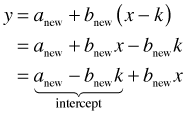 y = a_new + b_new (x − k)
= a_new + b_new x − b_new k
= a_new − b_new k + b_new x
intercept